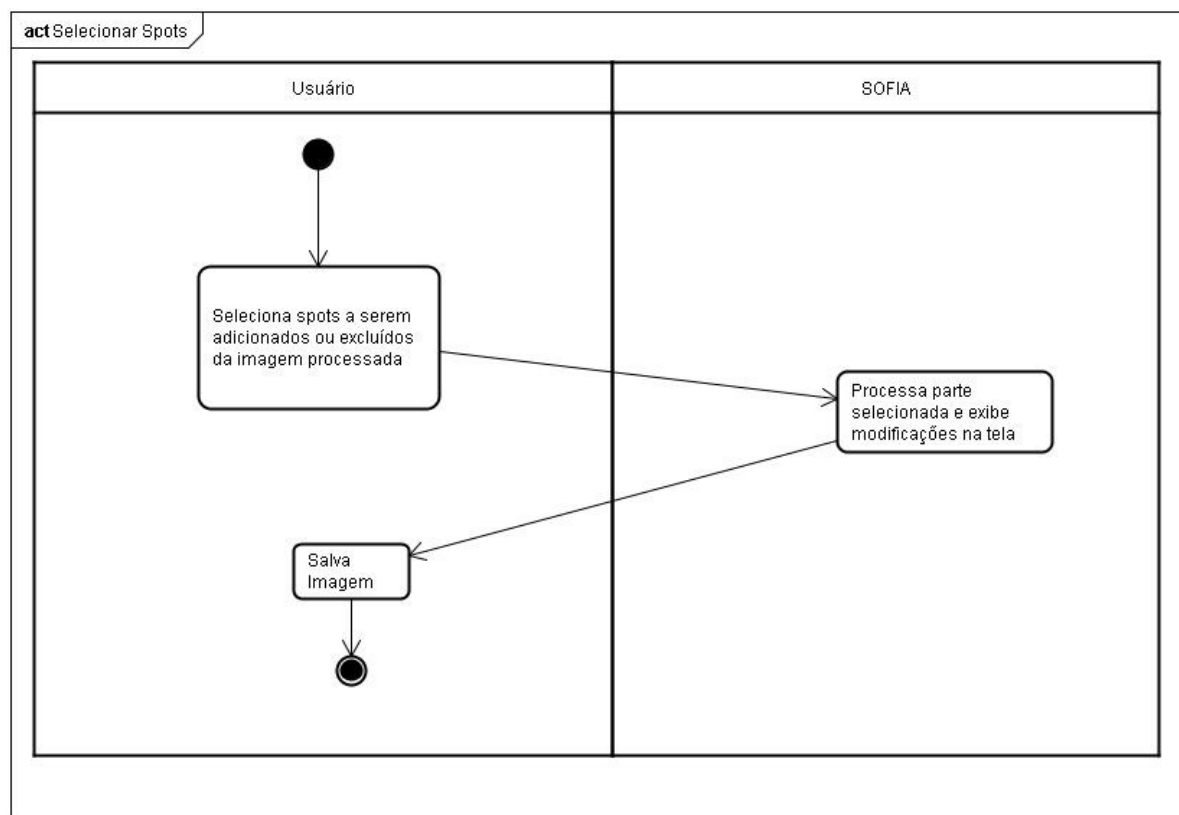 act Selecionar Spots
Usuário
SOFIA
Seleciona spots a serem
adicionados ou excluídos
da imagem processada
Processa parte
selecionada e exibe
modificações na tela
Salva
Imagem